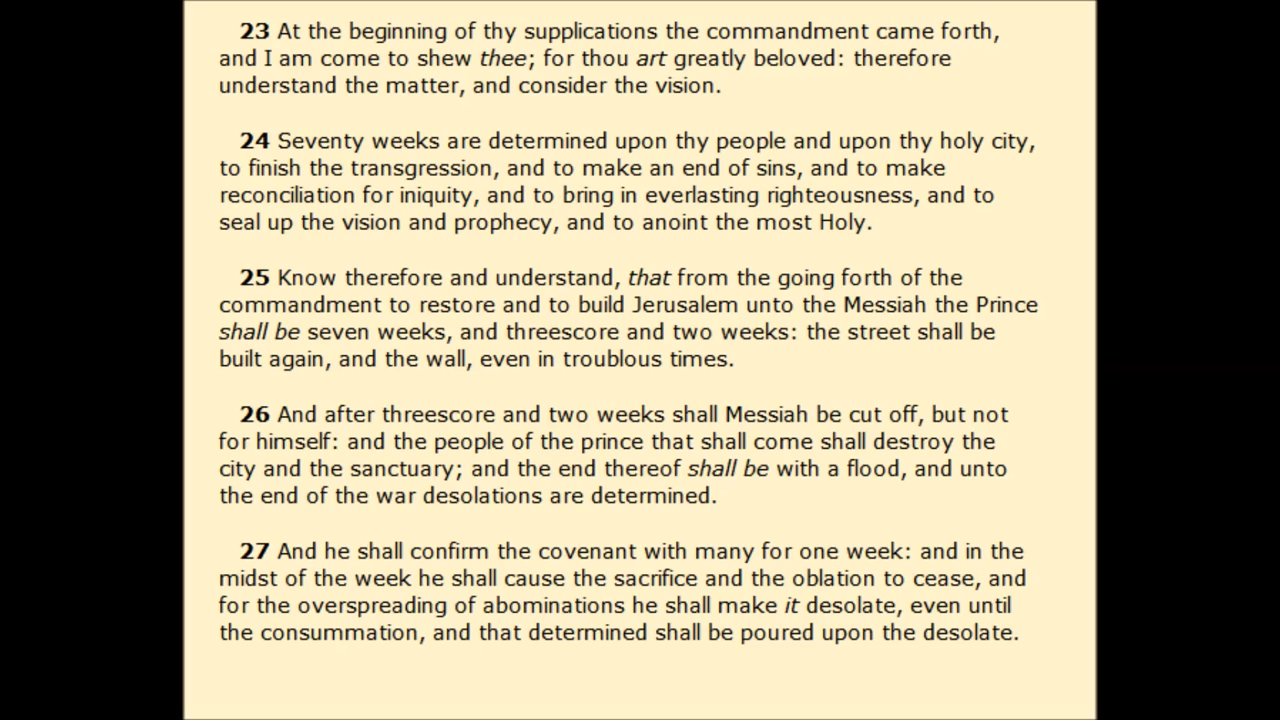 23 At the beginning of thy supplications the commandment came forth,
and I am come to shew thee; for thou art greatly beloved: therefore
understand the matter, and consider the vision.
24 Seventy weeks are determined upon thy people and upon thy holy city,
to finish the transgression, and to make an end of sins, and to make
reconciliation for iniquity, and to bring in everlasting righteousness, and to
seal up the vision and prophecy, and to anoint the most Holy.
25 Know therefore and understand, that from the going forth of the
commandment to restore and to build Jerusalem unto the Messiah the Prince
shall be seven weeks, and threescore and two weeks: the street shall be
built again, and the wall, even in troublous times.
26 And after threescore and two weeks shall Messiah be cut off, but not
for himself: and the people of the prince that shall come shall destroy the
city and the sanctuary; and the end thereof shall be with a flood, and unto
the end of the war desolations are determined.
27 And he shall confirm the covenant with many for one week: and in the
midst of the week he shall cause the sacrifice and the oblation to cease, and
for the overspreading of abominations he shall make it desolate, even until
the consummation, and that determined shall be poured upon the desolate.